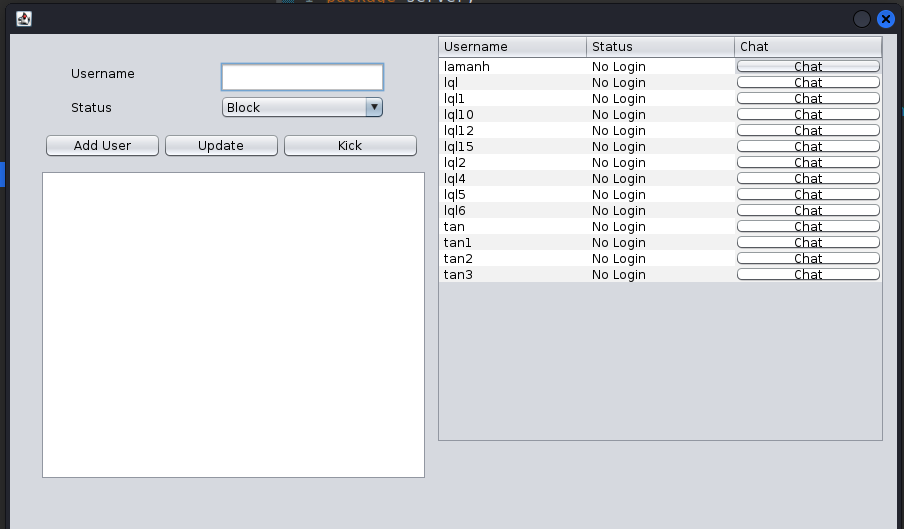 package server;
Username
Status
Block
Add User Update Kick
Username Status Chat
lamanh No Login Chat
lql No Login Chat
lql1 No Login Chat
lql10 No Login Chat
lql12 No Login Chat
lql15 No Login Chat
lql2 No Login Chat
lql4 No Login Chat
lql5 No Login Chat
lql6 No Login Chat
tan No Login Chat
tan1 No Login Chat
tan2 No Login Chat
tan3 No Login Chat